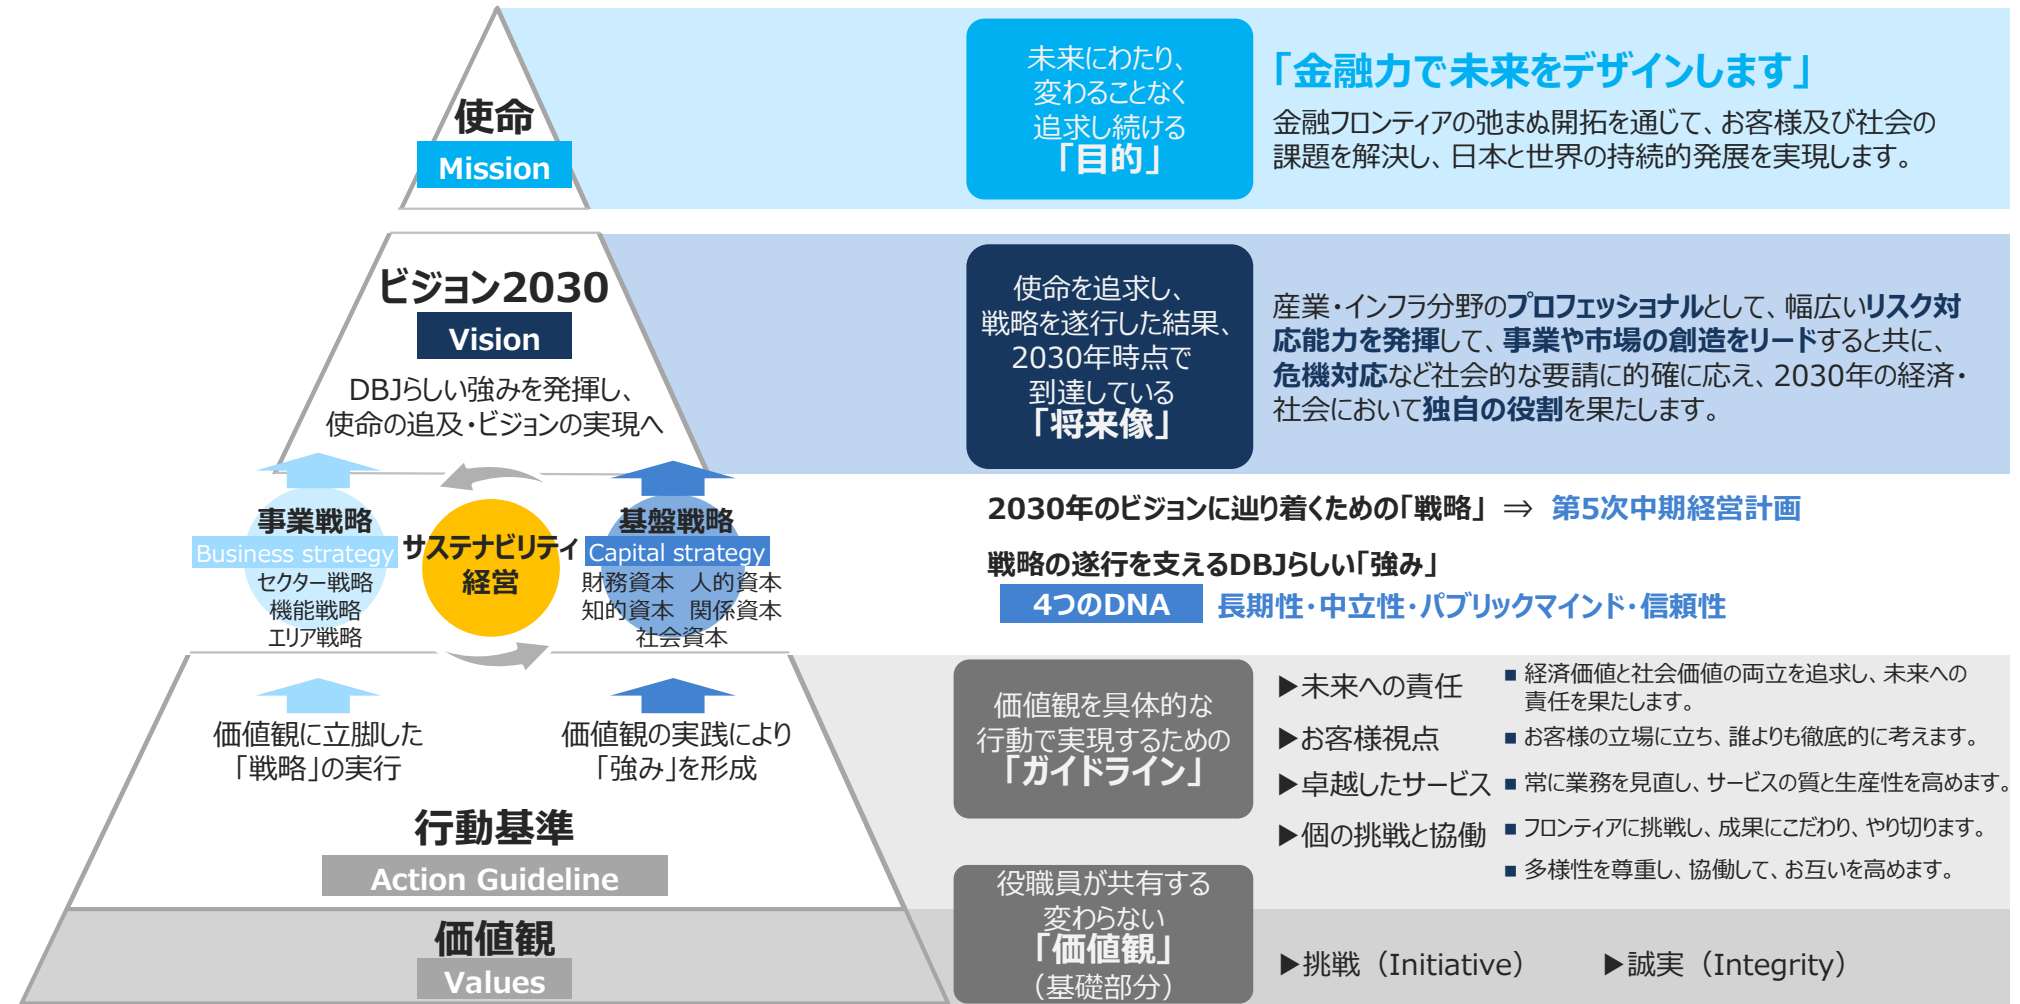 使命
Mission
未来にわたり、
変わることなく
追求し続ける
「目的」
「金融力で未来をデザインします」
金融フロンティアの弛まぬ開拓を通じて、お客様及び社会の
課題を解決し、日本と世界の持続的発展を実現します。
ビジョン2030
Vision
DBJらしい強みを発揮し、
使命の追及・ビジョンの実現へ
使命を追求し、
戦略を遂行した結果、
2030年時点で
到達している
「将来像」
産業・インフラ分野のプロフェッショナルとして、幅広いリスク対
応能力を発揮して、事業や市場の創造をリードすると共に、
危機対応など社会的な要請に的確に応え、2030年の経済・
社会において独自の役割を果たします。
事業戦略
Business strategy
セクター戦略
機能戦略
エリア戦略
サステナビリティ
経営
基盤戦略
Capital strategy
財務資本 人的資本
知的資本 関係資本
社会資本
2030年のビジョンに辿り着くための「戦略」 ⇒ 第5次中期経営計画
戦略の遂行を支えるDBJらしい「強み」
4つのDNA 長期性・中立性・パブリックマインド・信頼性
価値観に立脚した
「戦略」の実行
価値観の実践により
「強み」を形成
行動基準
Action Guideline
価値観を具体的な
行動で実現するための
「ガイドライン」
▶未来への責任
■ 経済価値と社会価値の両立を追求し、未来への
責任を果たします。
▶お客様視点
■ お客様の立場に立ち、誰よりも徹底的に考えます。
▶卓越したサービス
■ 常に業務を見直し、サービスの質と生産性を高めます。
▶個の挑戦と協働
■ フロンティアに挑戦し、成果にこだわり、やり切ります。
■ 多様性を尊重し、協働して、お互いを高めます。
価値観
Values
役職員が共有する
変わらない
「価値観」
（基礎部分）
▶挑戦（Initiative） ▶誠実（Integrity）